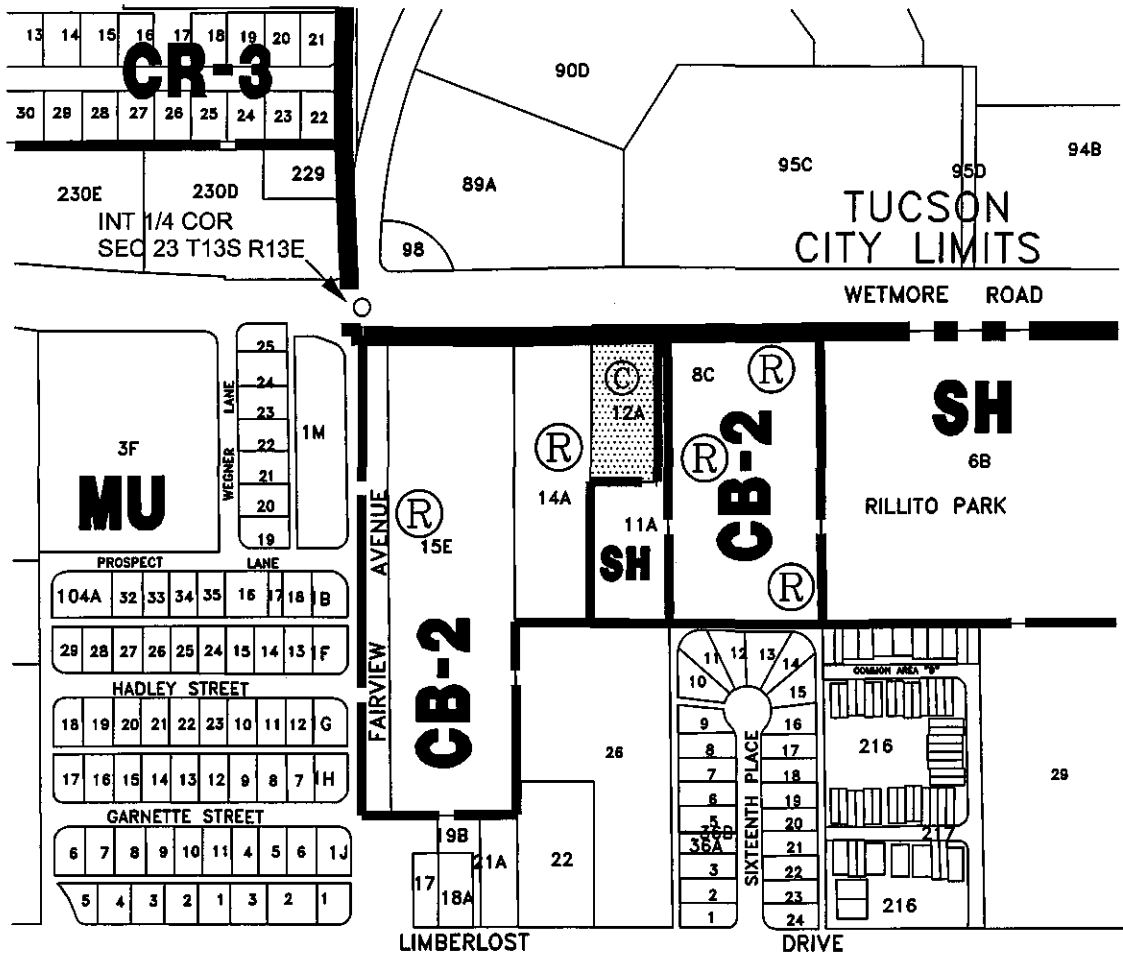 13 14 15 16 17 18 19 20 21
CR-3
30 29 28 27 26 25 24 23 22
90D
95C
94B
95D
89A
229
230E 230D
INT 1/4 COR
SEC 23 T13S R13E
98
TUCSON
CITY LIMITS
WETMORE ROAD
25
24
23
22
21
20
19
WEGNER LANE
1M
3F
MU
PROSPECT LANE
104A 32 33 34 35 16 17 18 1B
29 28 27 26 25 24 15 14 13 1F
HADLEY STREET
18 19 20 21 22 23 10 11 12 1G
17 16 15 14 13 12 9 8 7 1H
GARNETTE STREET
6 7 8 9 10 11 4 5 6 1J
5 4 3 2 1 3 2 1
FAIRVIEW AVENUE
R
15E
CB-2
R
14A
C
12A
11A
SH
8C
R
R
CB-2
R
SH
6B
RILLITO PARK
19B
17
18A
21A
22
26
10 11 12 13 14 15
9
8
7
6
5
36B
36A
3
2
1
SIXTEENTH PLACE
16
17
18
19
20
21
22
23
24
COMMON AREA "B"
216
217
216
29
LIMBERLOST DRIVE